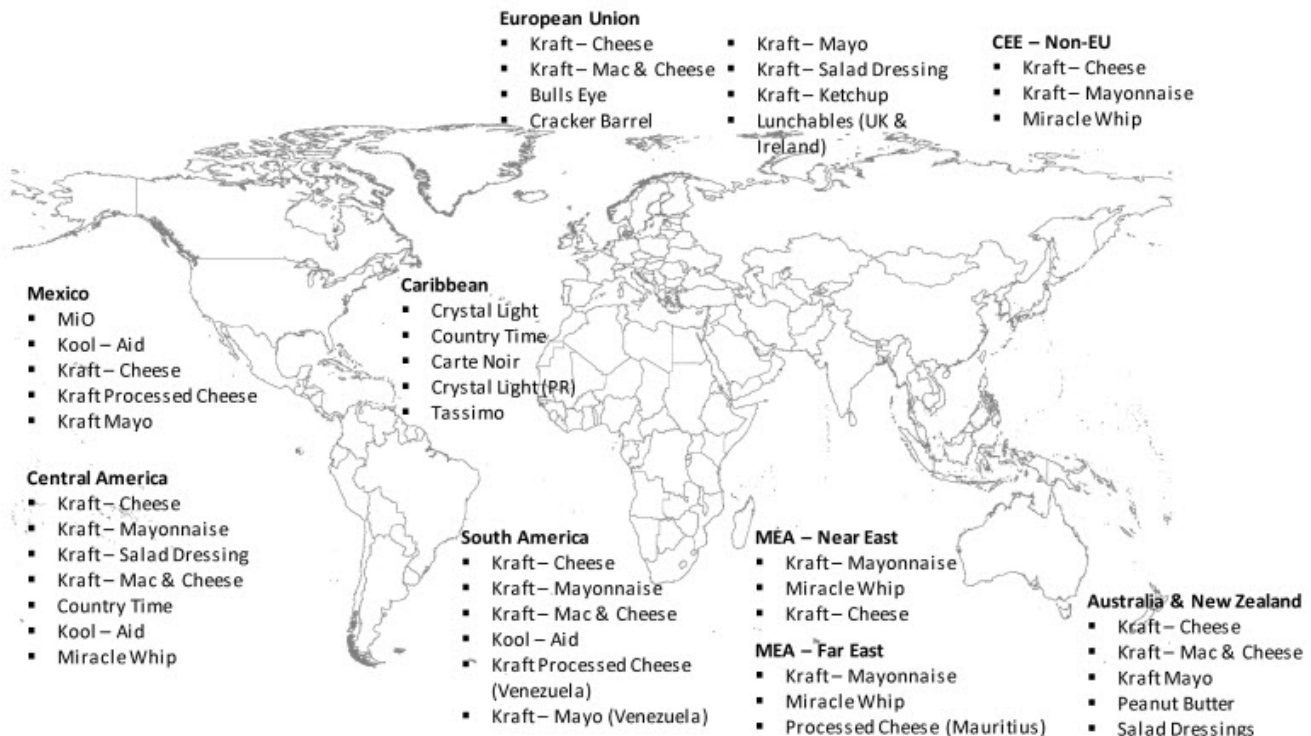 European Union
▪ Kraft – Cheese
▪ Kraft – Mac & Cheese
▪ Bulls Eye
▪ Cracker Barrel
▪ Kraft – Mayo
▪ Kraft – Salad Dressing
▪ Kraft – Ketchup
▪ Lunchables (UK &
Ireland)
CEE – Non-EU
▪ Kraft – Cheese
▪ Kraft – Mayonnaise
▪ Miracle Whip
Mexico
▪ MiO
▪ Kool – Aid
▪ Kraft – Cheese
▪ Kraft Processed Cheese
▪ Kraft Mayo
Caribbean
▪ Crystal Light
▪ Country Time
▪ Carte Noir
▪ Crystal Light (PR)
▪ Tassimo
Central America
▪ Kraft – Cheese
▪ Kraft – Mayonnaise
▪ Kraft – Salad Dressing
▪ Kraft – Mac & Cheese
▪ Country Time
▪ Kool – Aid
▪ Miracle Whip
South America
▪ Kraft – Cheese
▪ Kraft – Mayonnaise
▪ Kraft – Mac & Cheese
▪ Kool – Aid
▪ Kraft Processed Cheese
(Venezuela)
▪ Kraft – Mayo (Venezuela)
MEA – Near East
▪ Kraft – Mayonnaise
▪ Miracle Whip
▪ Kraft – Cheese
MEA – Far East
▪ Kraft – Mayonnaise
▪ Miracle Whip
▪ Processed Cheese (Mauritius)
Australia & New Zealand
▪ Kraft – Cheese
▪ Kraft – Mac & Cheese
▪ Kraft Mayo
▪ Peanut Butter
▪ Salad Dressings